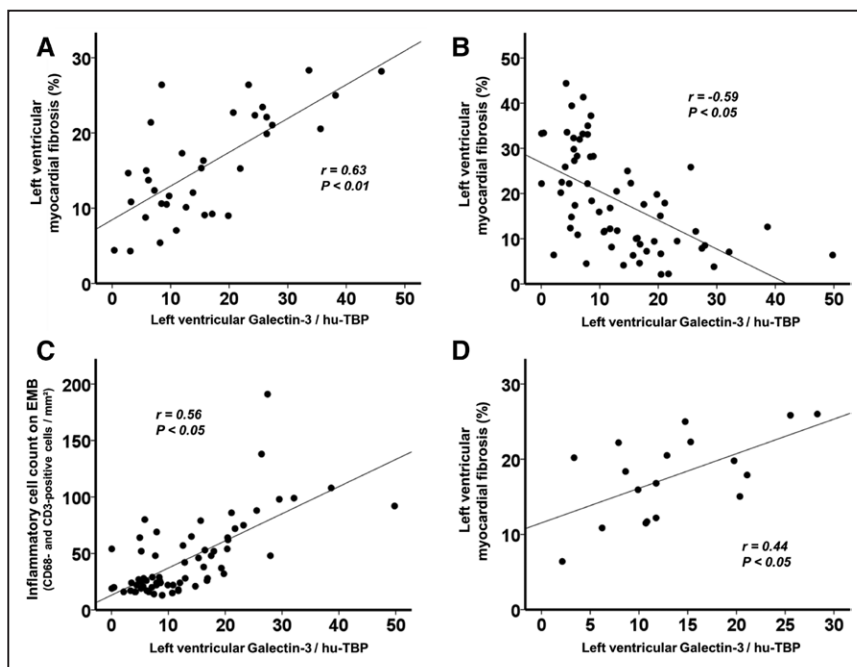 A
Left ventricular
myocardial fibrosis (%)
30
20
10
0
r = 0.63
P < 0.01
0 10 20 30 40 50
Left ventricular Galectin-3 / hu-TBP
B
Left ventricular
myocardial fibrosis (%)
50
40
30
20
10
0
r = -0.59
P < 0.05
0 10 20 30 40 50
Left ventricular Galectin-3 / hu-TBP
C
Inflammatory cell count on EMB
(CD68- and CD3-positive cells / mm²)
200
150
100
50
0
r = 0.56
P < 0.05
0 10 20 30 40 50
Left ventricular Galectin-3 / hu-TBP
D
Left ventricular
myocardial fibrosis (%)
30
20
10
0
r = 0.44
P < 0.05
0 5 10 15 20 25 30
Left ventricular Galectin-3 / hu-TBP